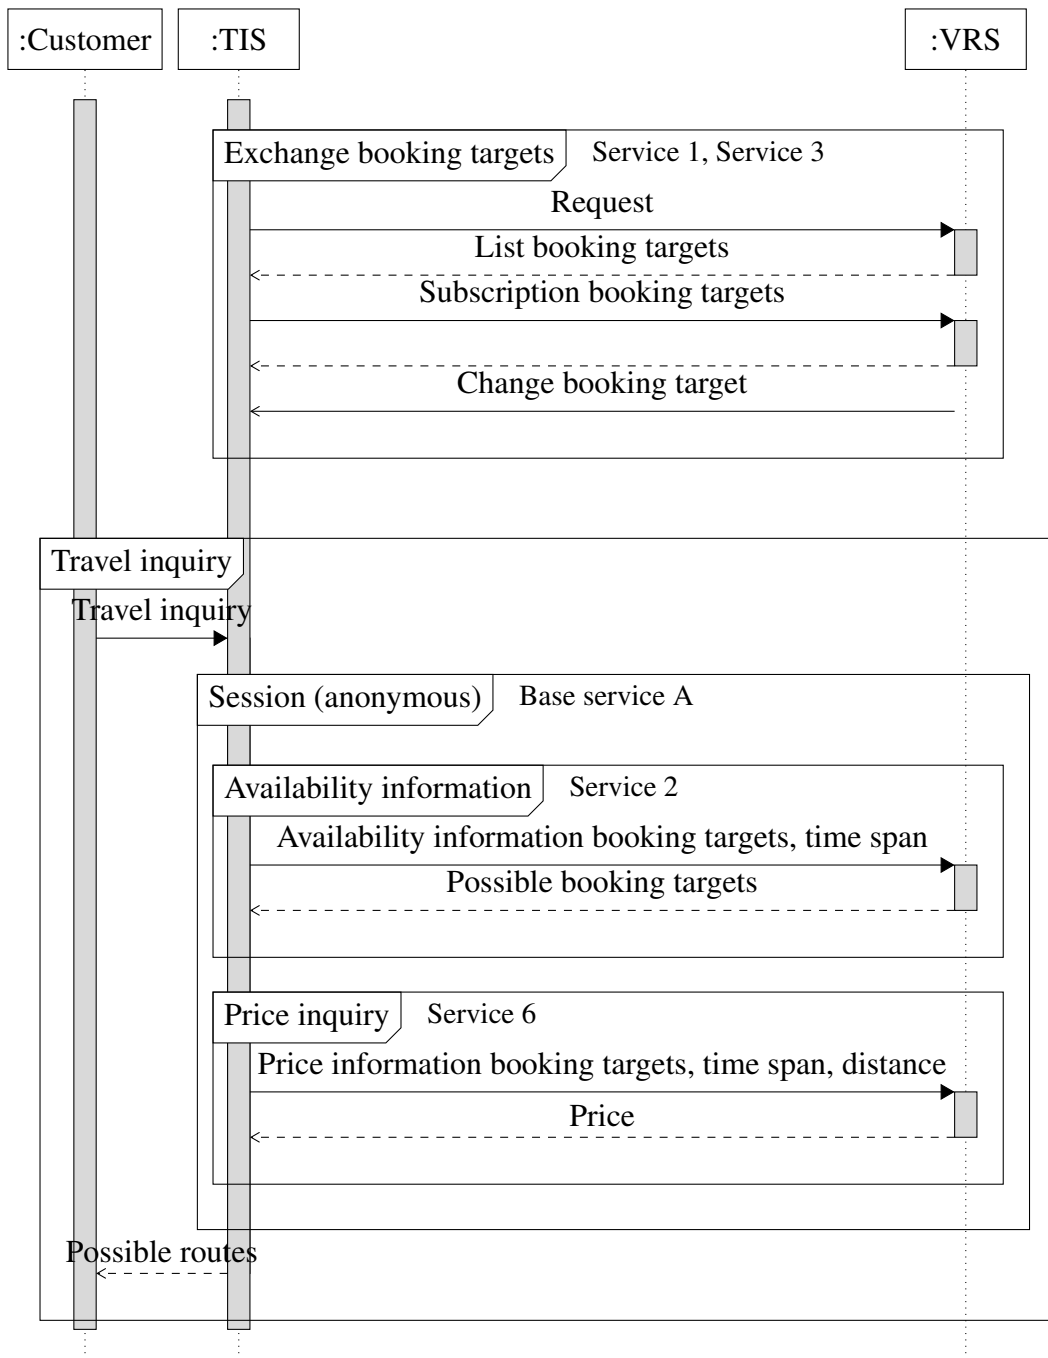 :Customer
:TIS
:VRS
Exchange booking targets
Service 1, Service 3
Request
List booking targets
Subscription booking targets
Change booking target
Travel inquiry
Travel inquiry
Session (anonymous)
Base service A
Availability information
Service 2
Availability information booking targets, time span
Possible booking targets
Price inquiry
Service 6
Price information booking targets, time span, distance
Price
Possible routes